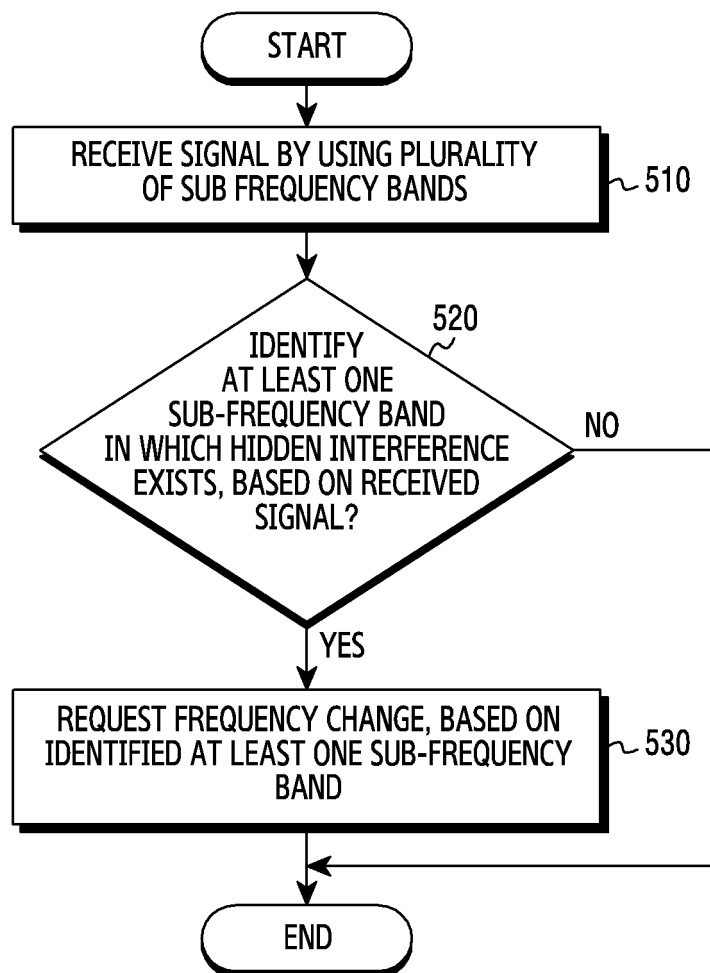 START
RECEIVE SIGNAL BY USING PLURALITY
OF SUB FREQUENCY BANDS
510
520
IDENTIFY
AT LEAST ONE
SUB-FREQUENCY BAND
IN WHICH HIDDEN INTERFERENCE
EXISTS, BASED ON RECEIVED
SIGNAL?
NO
YES
REQUEST FREQUENCY CHANGE, BASED ON
IDENTIFIED AT LEAST ONE SUB-FREQUENCY
BAND
530
END